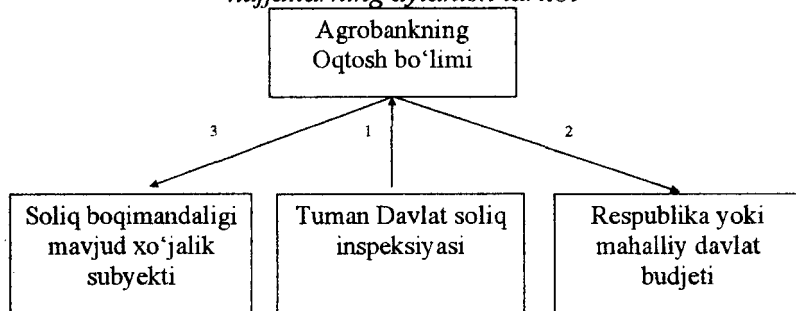 Agrobankning
Oqtosh bo‘limi
3
1
2
Soliq boqimandaligi
mavjud xo‘jalik
subyekti
Tuman Davlat soliq
inspeksiyasi
Respublika yoki
mahalliy davlat
budjeti